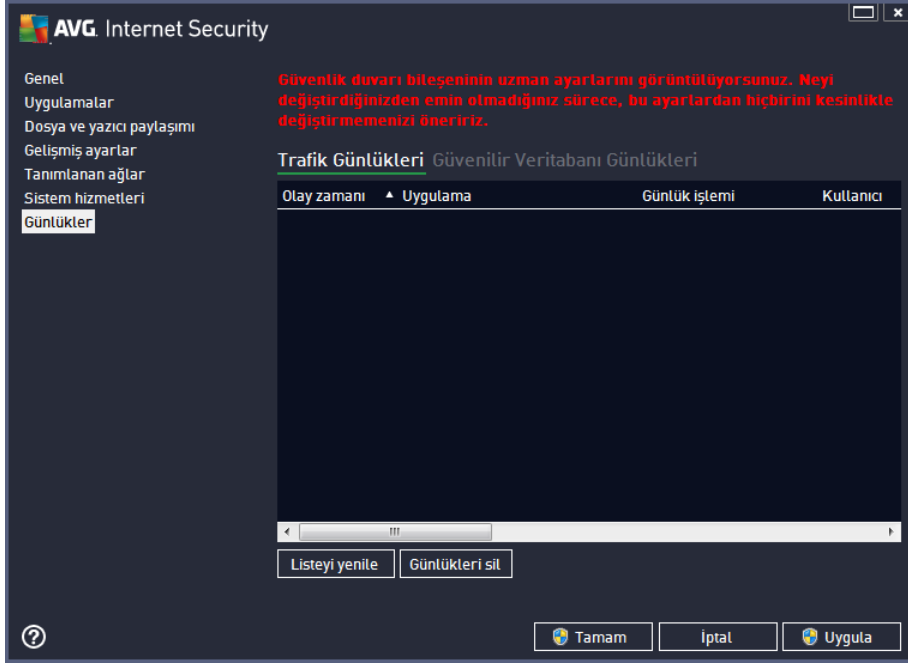 AVG. Internet Security
Genel
Uygulamalar
Dosya ve yazıcı paylaşımı
Gelişmiş ayarlar
Tanımlanan ağlar
Sistem hizmetleri
Günlükler
Güvenlik duvarı bileşeninin uzman ayarlarını görüntülüyorsunuz. Neyi
değiştirdiğinizden emin olmadığınız sürece, bu ayarlardan hiçbirini kesinlikle
değiştirmemenizi öneririz.
Trafik Günlükleri Güvenilir Veritabanı Günlükleri
Olay zamanı Uygulama Günlük işlemi Kullanıcı
Listeyi yenile Günlükleri sil
Tamam İptal Uygula